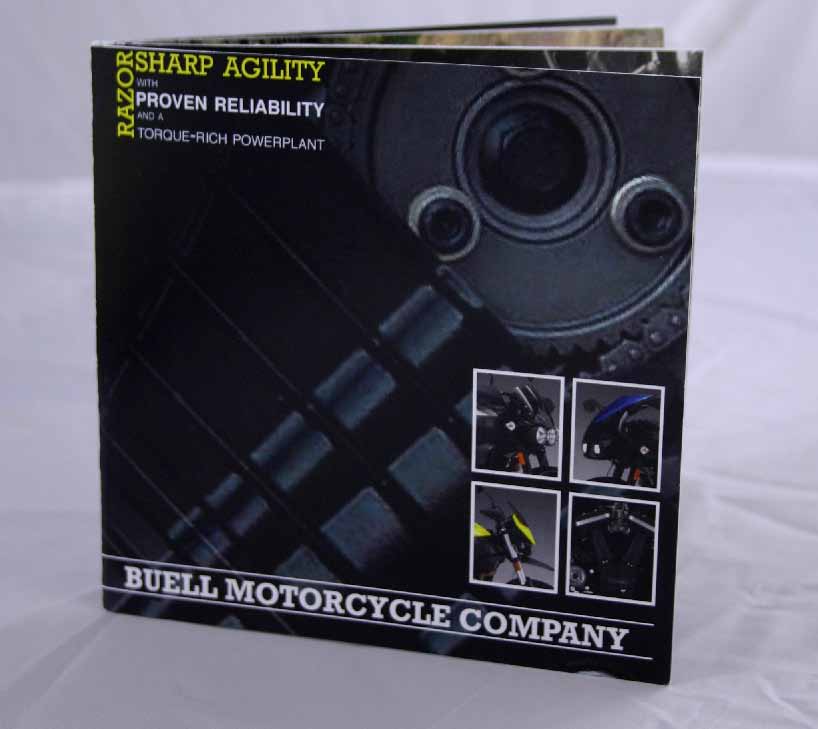 RAZOR
SHARP AGILITY
WITH
PROVEN RELIABILITY
AND A
TORQUE-RICH POWERPLANT
BUELL MOTORCYCLE COMPANY